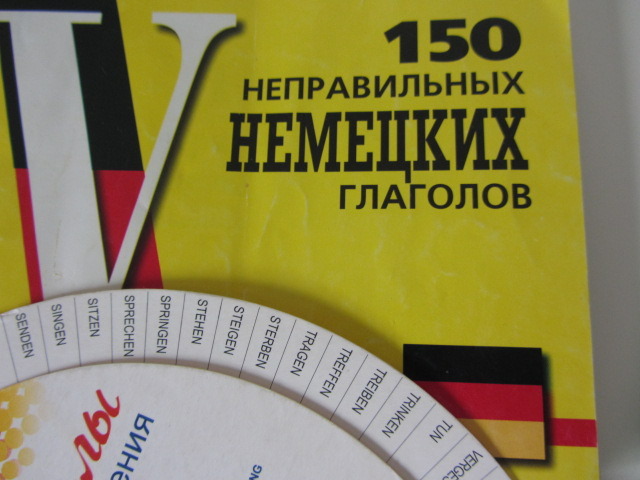 150
НЕПРАВИЛЬНЫХ
НЕМЕЦКИХ
ГЛАГОЛОВ
SENDEN
SINGEN
SITZEN
SPRECHEN
SPRINGEN
STEHEN
STEIGEN
STERBEN
TRAGEN
TREFFEN
TREIBEN
TRINKEN
TUN